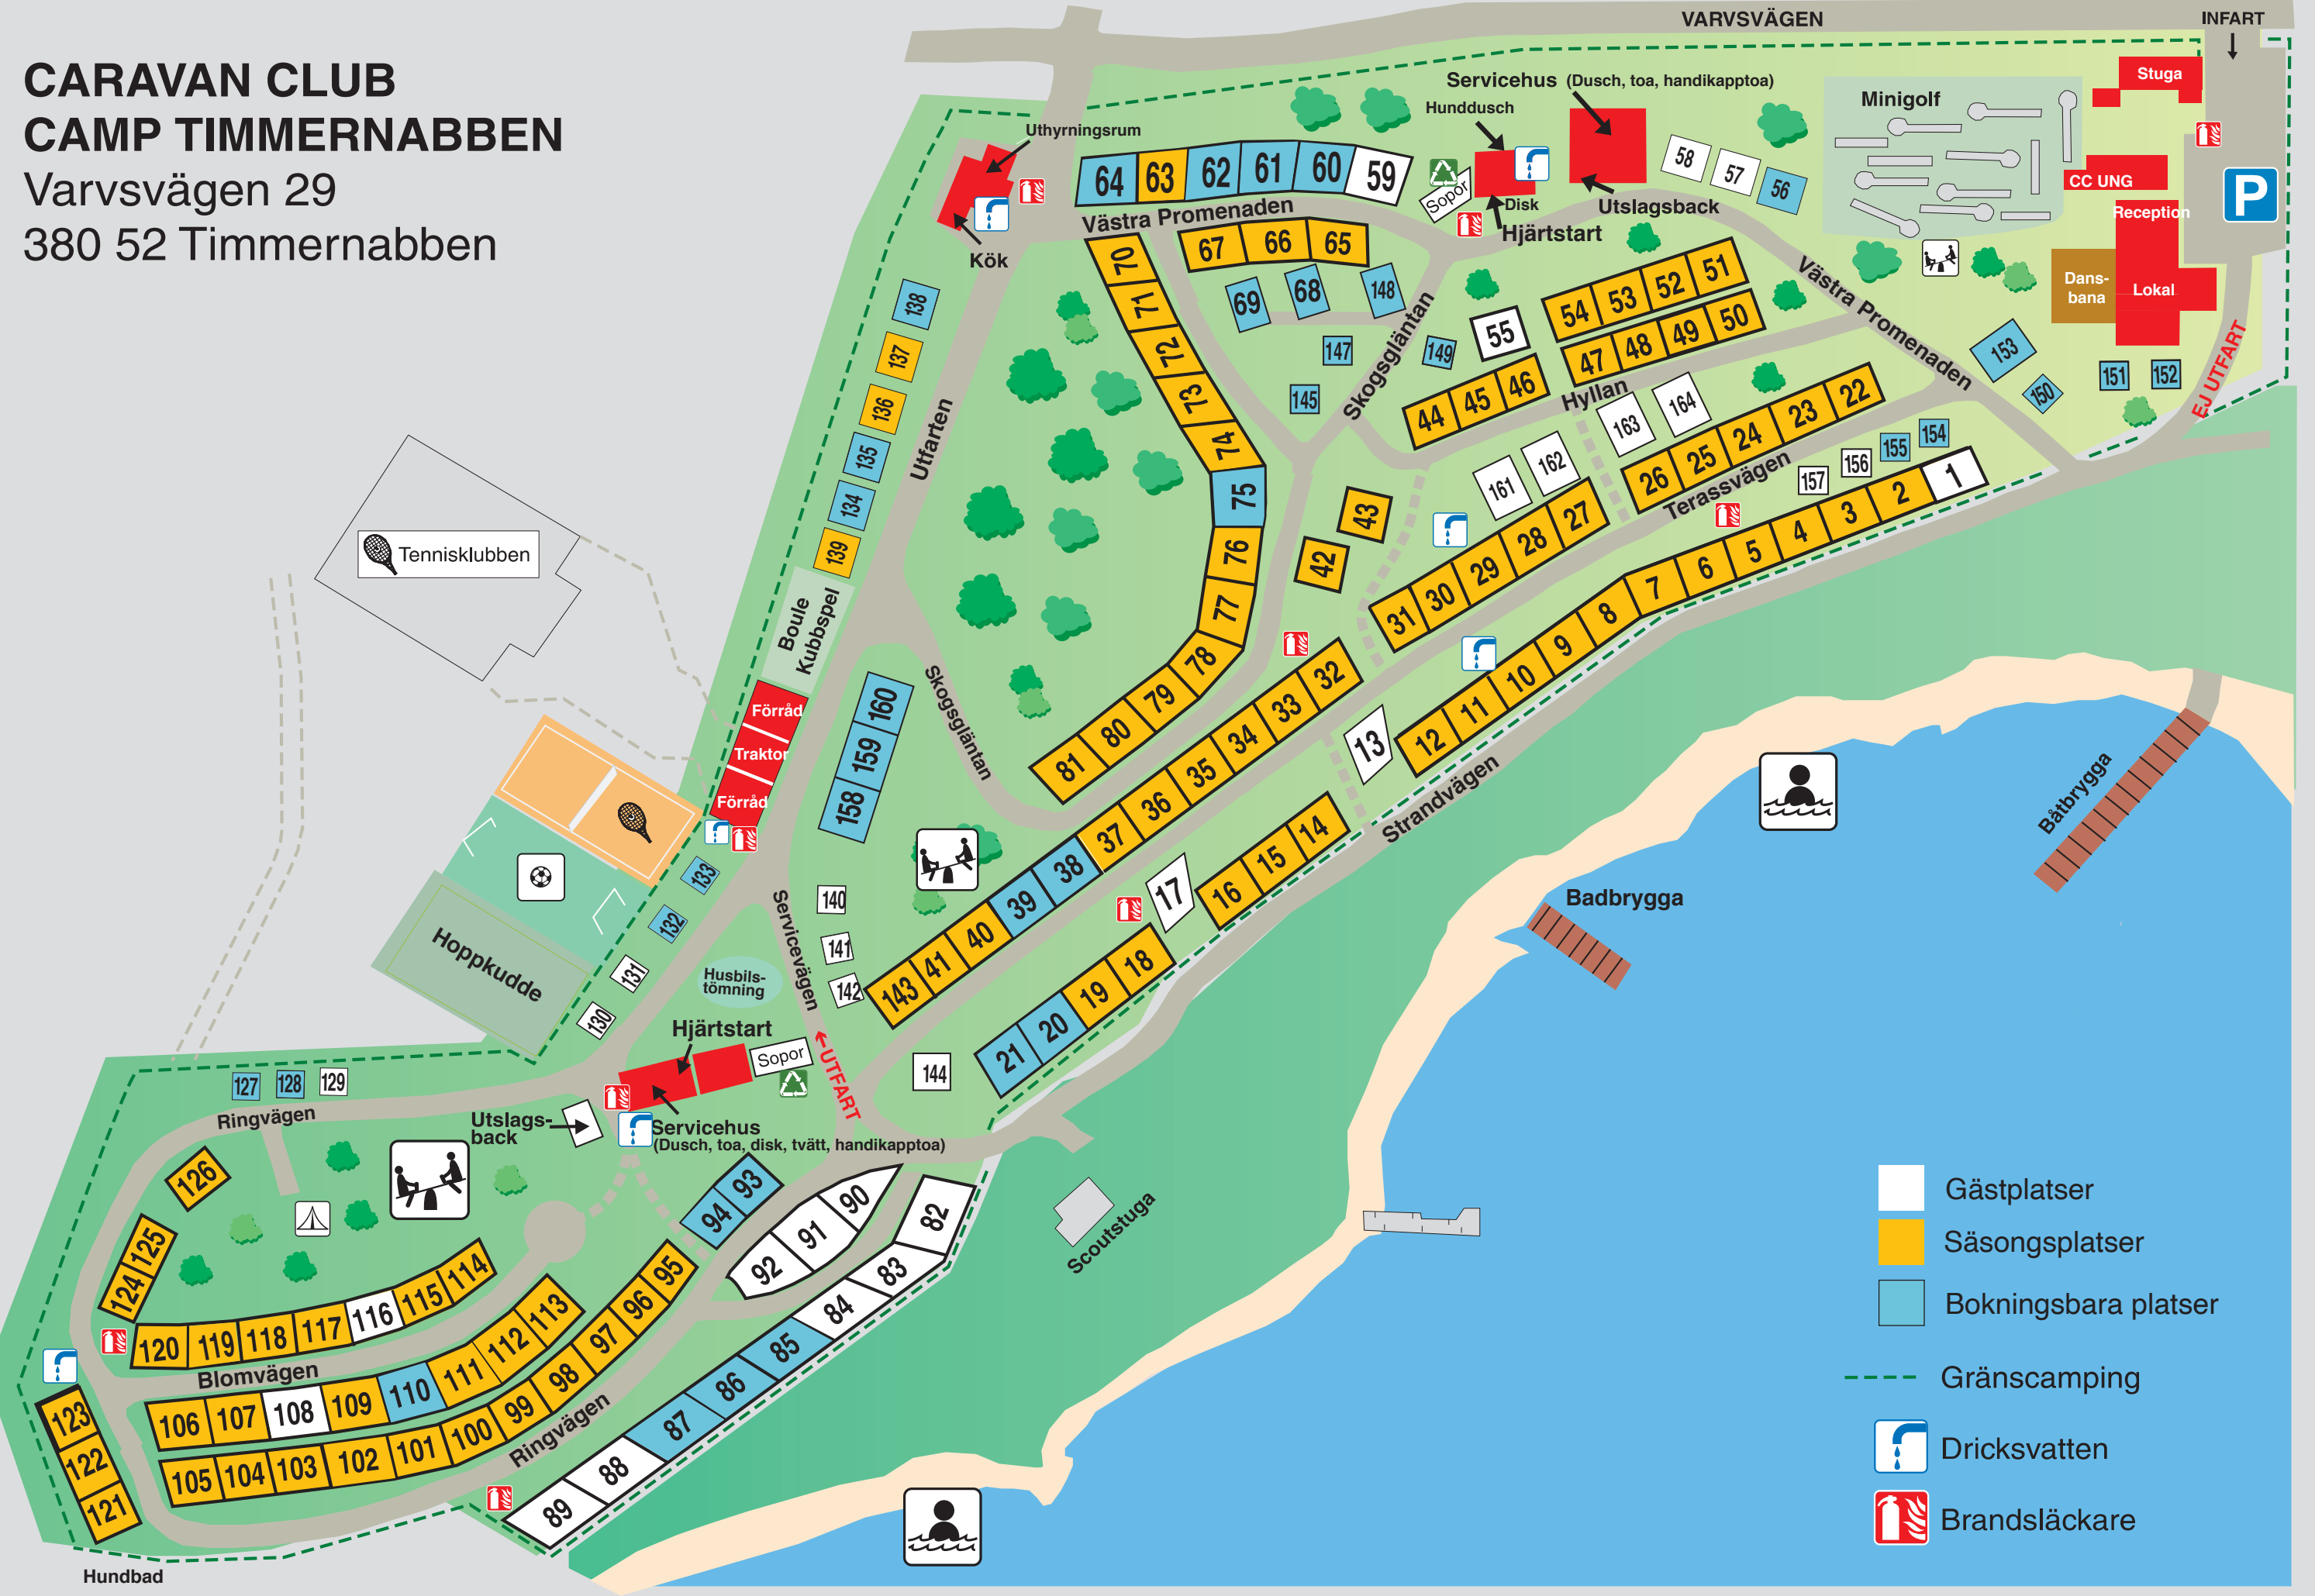 CARAVAN CLUB
CAMP TIMMERNABBEN
Varvsvägen 29
380 52 Timmernabben
VARVSVÄGEN
INFART
Stuga
CC UNG
Reception
Dans-
bana
Lokal
P
EJ UTFART
Minigolf
Servicehus (Dusch, toa, handikapptoa)
Hunddusch
Sopor
Disk
Hjärtstart
Utslagsback
Uthyrningsrum
Kök
64 63 62 61 60 59
58 57 56
Västra Promenaden
67 66 65
69 68 148
147
145
149
55
54 53 52 51
47 48 49 50
44 45 46
Hyllan
Västra Promenaden
153
150
151
152
163 164
161 162
26 25 24 23 22
Terassvägen
157 156 155 154
Skogsgläntan
70
71
72
73
74
75
76
77
78
79
80
81
43
42
31 30 29 28 27
12 11 10 9 8 7 6 5 4 3 2 1
13
Strandvägen
138
137
136
135
134
139
Utfarten
Boule
Kubbspel
Förråd
Traktor
Förråd
160
159
158
Skogsgläntan
Tennisklubben
Hoppkudde
133
132
131
130
Servicevägen
140
141
142
Husbils-
tömning
143 41 40 39 38 37 36 35 34 33 32
16 15 14
17
21 20 19 18
144
Hjärtstart
Sopor
UTFART
Utslags-
back
Servicehus
(Dusch, toa, disk, tvätt, handikapptoa)
127 128 129
Ringvägen
126
125
124
120 119 118 117 116 115 114
Blomvägen
106 107 108 109 110 111 112 113
105 104 103 102 101 100 99 98 97 96 95
94 93
92 91 90
89 88 87 86 85 84 83 82
Ringvägen
123
122
121
Hundbad
Scoutstuga
Badbrygga
Båtbrygga
Gästplatser
Säsongsplatser
Bokningsbara platser
Gränscamping
Dricksvatten
Brandsläckare